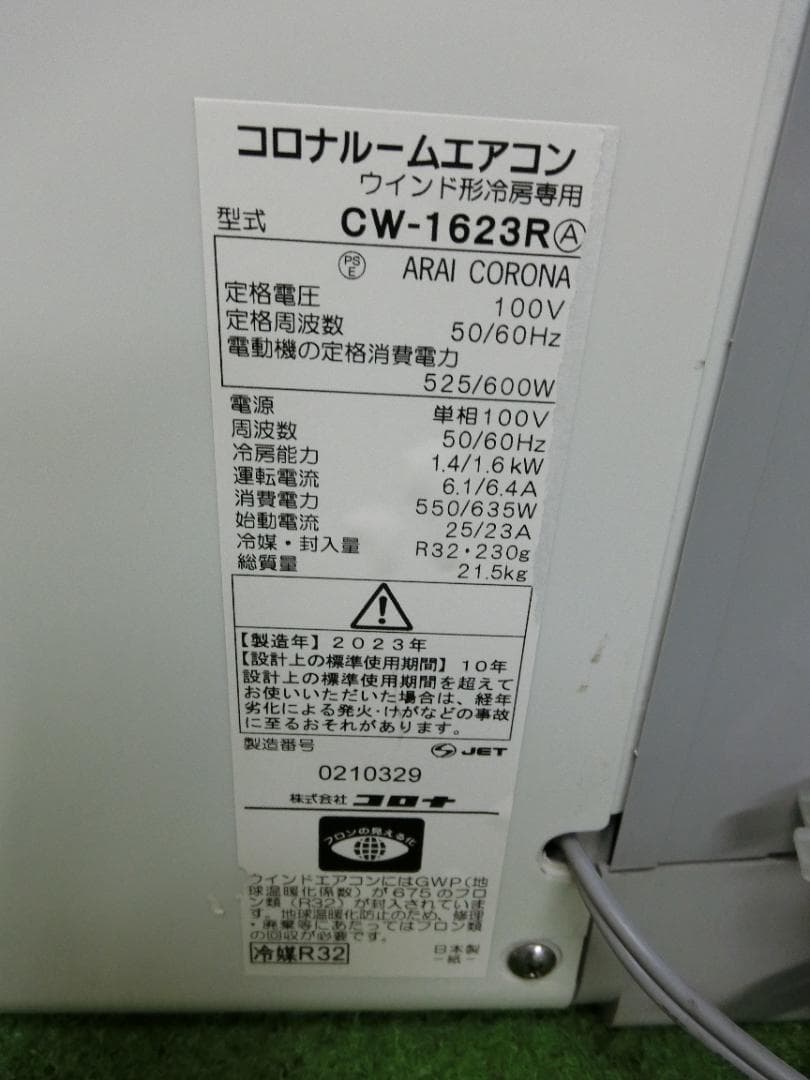 コロナルームエアコン
ウインド形冷房専用
型式 CW-1623RⒶ
PSE ARAI CORONA
定格電圧 100V
定格周波数 50/60Hz
電動機の定格消費電力
525/600W
電源 単相100V
周波数 50/60Hz
冷房能力 1.4/1.6kW
運転電流 6.1/6.4A
消費電力 550/635W
始動電流 25/23A
冷媒・封入量 R32・230g
総質量 21.5kg
【製造年】2023年
【設計上の標準使用期間】10年
設計上の標準使用期間を超えて
お使いいただいた場合は、経年
劣化による発火・けがなどの事故
に至るおそれがあります。
製造番号 JET
0210329
株式会社 コロナ
フロンの見える化
ウインドエアコンにはGWP(地
球温暖化係数)が675のフロ
ン類(R32)が封入されていま
す。地球温暖化防止のため、修理
・廃棄等にあたってはフロン類
の回収が必要です。
冷媒R32 日本製
－紙－